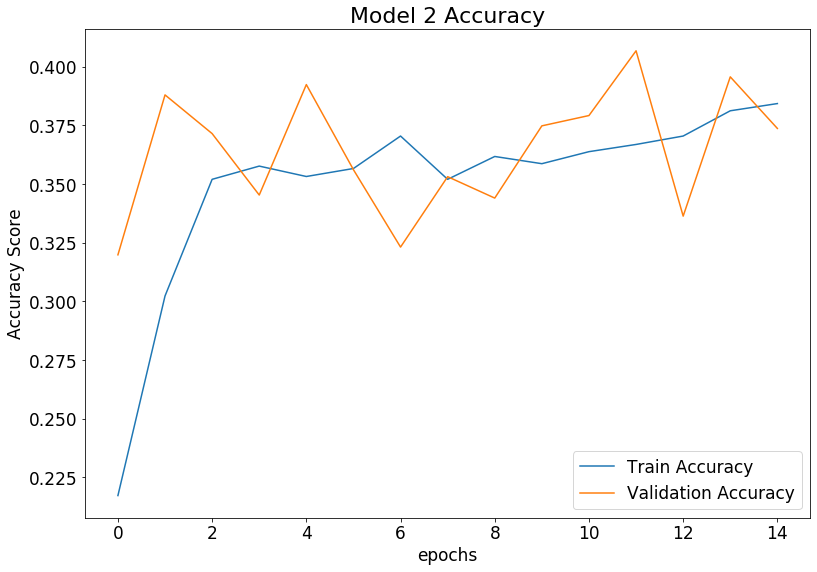 Model 2 Accuracy
Accuracy Score
0.400
0.375
0.350
0.325
0.300
0.275
0.250
0.225
Train Accuracy
Validation Accuracy
0 2 4 6 8 10 12 14
epochs